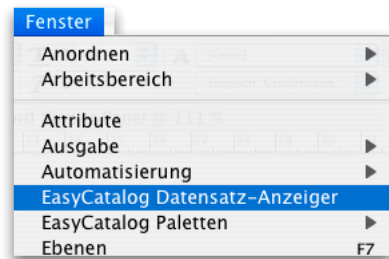 Fenster
Anordnen
Arbeitsbereich
Attribute
Ausgabe
Automatisierung
EasyCatalog Datensatz-Anzeiger
EasyCatalog Paletten
Ebenen F7